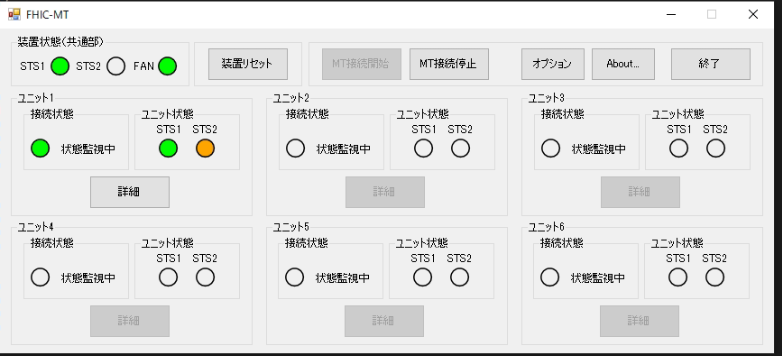 FHIC-MT
装置状態(共通部)
STS1 STS2 FAN 装置リセット MT接続開始 MT接続停止 オプション About... 終了
ユニット1 ユニット2 ユニット3
接続状態 ユニット状態 接続状態 ユニット状態 接続状態 ユニット状態
STS1 STS2 STS1 STS2 STS1 STS2
状態監視中 状態監視中 状態監視中
詳細 詳細 詳細
ユニット4 ユニット5 ユニット6
接続状態 ユニット状態 接続状態 ユニット状態 接続状態 ユニット状態
STS1 STS2 STS1 STS2 STS1 STS2
状態監視中 状態監視中 状態監視中
詳細 詳細 詳細